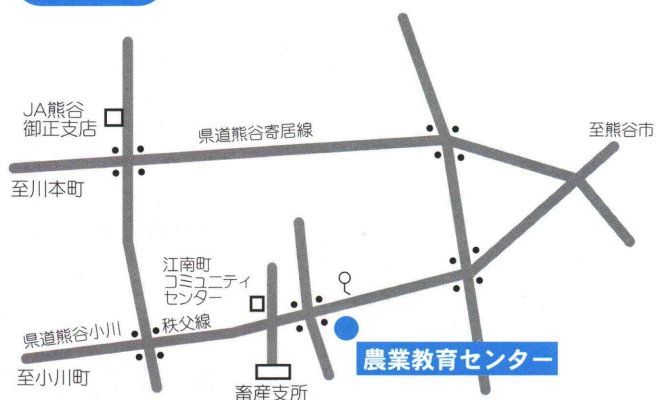 JA熊谷
御正支店
県道熊谷寄居線
至熊谷市
至川本町
江南町
コミュニティ
センター
県道熊谷小川
秩父線
農業教育センター
至小川町
畜産支所